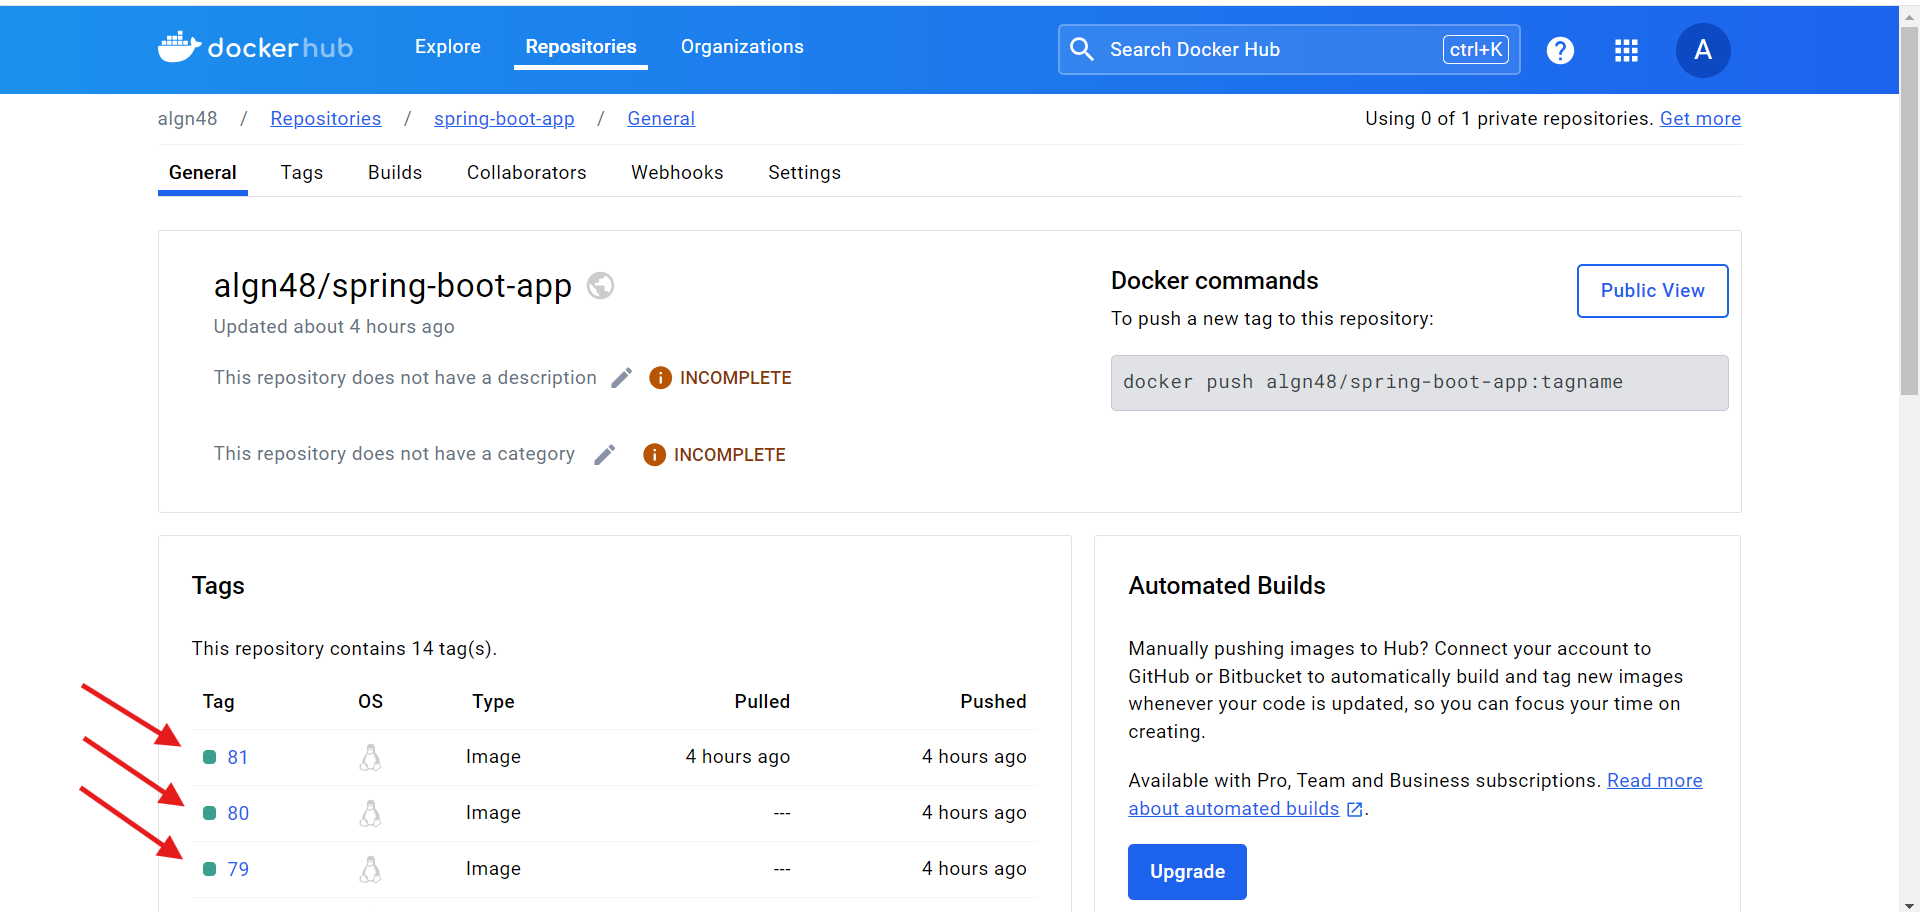 dockerhub Explore Repositories Organizations Search Docker Hub ctrl+K ? A
algn48 / Repositories / spring-boot-app / General Using 0 of 1 private repositories. Get more
General Tags Builds Collaborators Webhooks Settings
algn48/spring-boot-app
Updated about 4 hours ago
This repository does not have a description i INCOMPLETE
This repository does not have a category i INCOMPLETE
Docker commands
Public View
To push a new tag to this repository:
docker push algn48/spring-boot-app:tagname
Tags
This repository contains 14 tag(s).
Tag OS Type Pulled Pushed
81 Image 4 hours ago 4 hours ago
80 Image --- 4 hours ago
79 Image --- 4 hours ago
Automated Builds
Manually pushing images to Hub? Connect your account to
GitHub or Bitbucket to automatically build and tag new images
whenever your code is updated, so you can focus your time on
creating.
Available with Pro, Team and Business subscriptions. Read more
about automated builds .
Upgrade